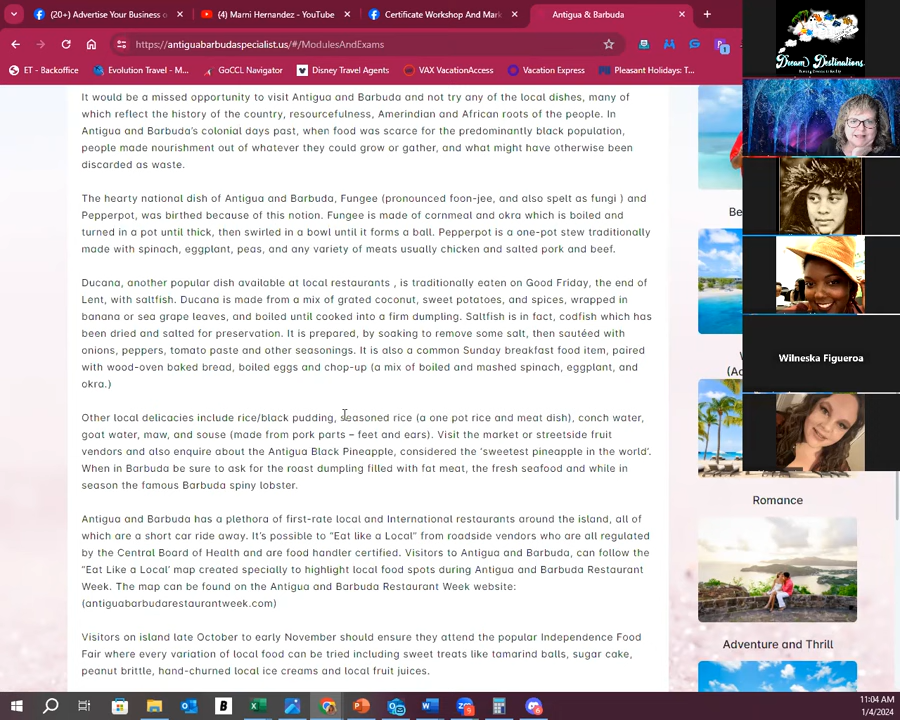 (20+) Advertise Your Business o
(4) Marni Hernandez - YouTube
Certificate Workshop And Mark
Antigua & Barbuda
https://antiguabarbudaspecialist.us/#/ModulesAndExams
ET - Backoffice
Evolution Travel - M...
GoCCL Navigator
Disney Travel Agents
VAX VacationAccess
Vacation Express
Pleasant Holidays: T...
It would be a missed opportunity to visit Antigua and Barbuda and not try any of the local dishes, many of
which reflect the history of the country, resourcefulness, Amerindian and African roots of the people. In
Antigua and Barbuda's colonial days past, when food was scarce for the predominantly black population,
people made nourishment out of whatever they could grow or gather, and what might have otherwise been
discarded as waste.
The hearty national dish of Antigua and Barbuda, Fungee (pronounced foon-jee, and also spelt as fungi ) and
Pepperpot, was birthed because of this notion. Fungee is made of cornmeal and okra which is boiled and
turned in a pot until thick, then swirled in a bowl until it forms a ball. Pepperpot is a one-pot stew traditionally
made with spinach, eggplant, peas, and any variety of meats usually chicken and salted pork and beef.
Ducana, another popular dish available at local restaurants , is traditionally eaten on Good Friday, the end of
Lent, with saltfish. Ducana is made from a mix of grated coconut, sweet potatoes, and spices, wrapped in
banana or sea grape leaves, and boiled until cooked into a firm dumpling. Saltfish is in fact, codfish which has
been dried and salted for preservation. It is prepared, by soaking to remove some salt, then sautéed with
onions, peppers, tomato paste and other seasonings. It is also a common Sunday breakfast food item, paired
with wood-oven baked bread, boiled eggs and chop-up (a mix of boiled and mashed spinach, eggplant, and
okra.)
Other local delicacies include rice/black pudding, seasoned rice (a one pot rice and meat dish), conch water,
goat water, maw, and souse (made from pork parts – feet and ears). Visit the market or streetside fruit
vendors and also enquire about the Antigua Black Pineapple, considered the 'sweetest pineapple in the world'.
When in Barbuda be sure to ask for the roast dumpling filled with fat meat, the fresh seafood and while in
season the famous Barbuda spiny lobster.
Antigua and Barbuda has a plethora of first-rate local and International restaurants around the island, all of
which are a short car ride away. It's possible to "Eat like a Local" from roadside vendors who are all regulated
by the Central Board of Health and are food handler certified. Visitors to Antigua and Barbuda, can follow the
"Eat Like a Local' map created specially to highlight local food spots during Antigua and Barbuda Restaurant
Week. The map can be found on the Antigua and Barbuda Restaurant Week website:
(antiguabarbudarestaurantweek.com)
Visitors on island late October to early November should ensure they attend the popular Independence Food
Fair where every variation of local food can be tried including sweet treats like tamarind balls, sugar cake,
peanut brittle, hand-churned local ice creams and local fruit juices.
Be
W
(Ad
Romance
Adventure and Thrill
Dream Destinations
Wilneska Figueroa
11:04 AM
1/4/2024